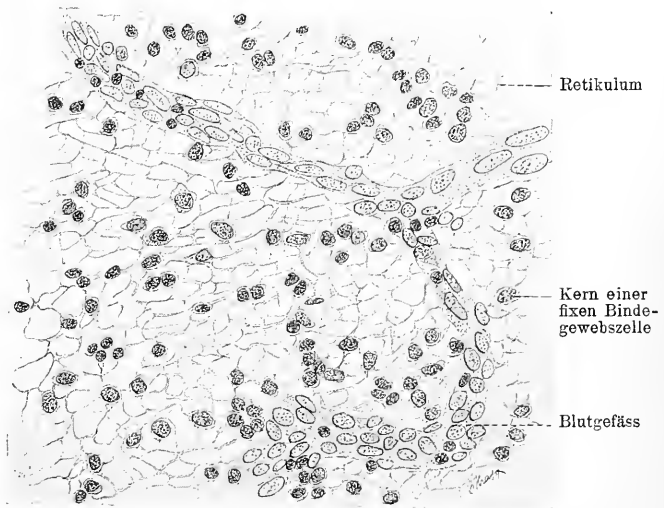 Retikulum
Kern einer
fixen Binde-
gewebszelle
Blutgefäss